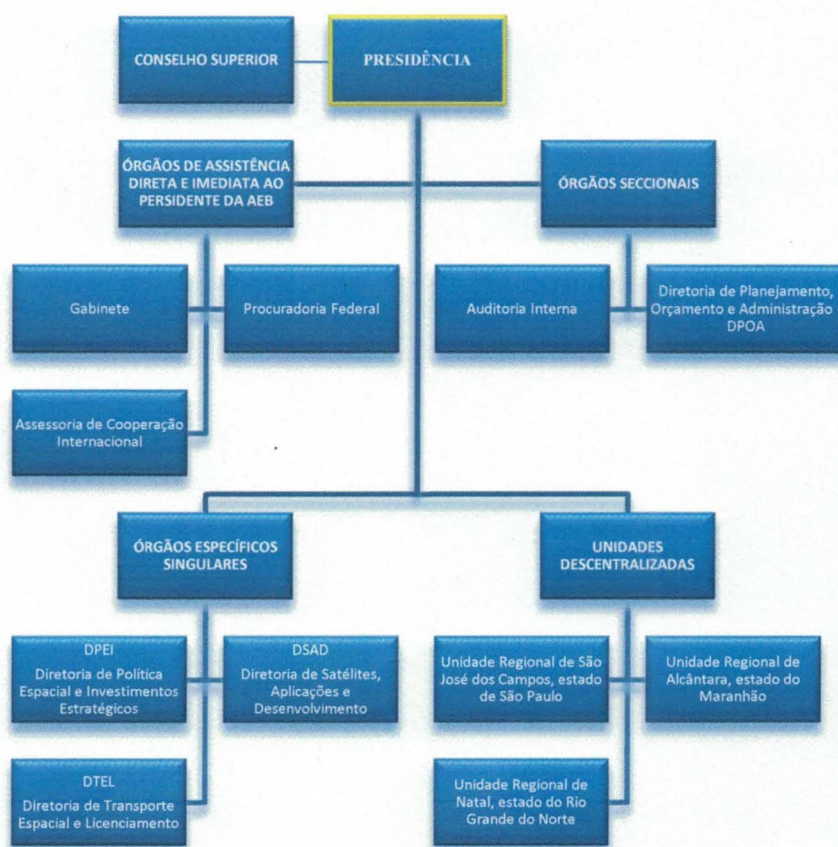 CONSELHO SUPERIOR
PRESIDÊNCIA
ÓRGÃOS DE ASSISTÊNCIA
DIRETA E IMEDIATA AO
PERSIDENTE DA AEB
ÓRGÃOS SECCIONAIS
Gabinete
Procuradoria Federal
Auditoria Interna
Diretoria de Planejamento,
Orçamento e Administração
DPOA
Assessoria de Cooperação
Internacional
ÓRGÃOS ESPECÍFICOS
SINGULARES
UNIDADES
DESCENTRALIZADAS
DPEI
Diretoria de Política
Espacial e Investimentos
Estratégicos
DSAD
Diretoria de Satélites,
Aplicações e
Desenvolvimento
Unidade Regional de São
José dos Campos, estado
de São Paulo
Unidade Regional de
Alcântara, estado do
Maranhão
DTEL
Diretoria de Transporte
Espacial e Licenciamento
Unidade Regional de
Natal, estado do Rio
Grande do Norte